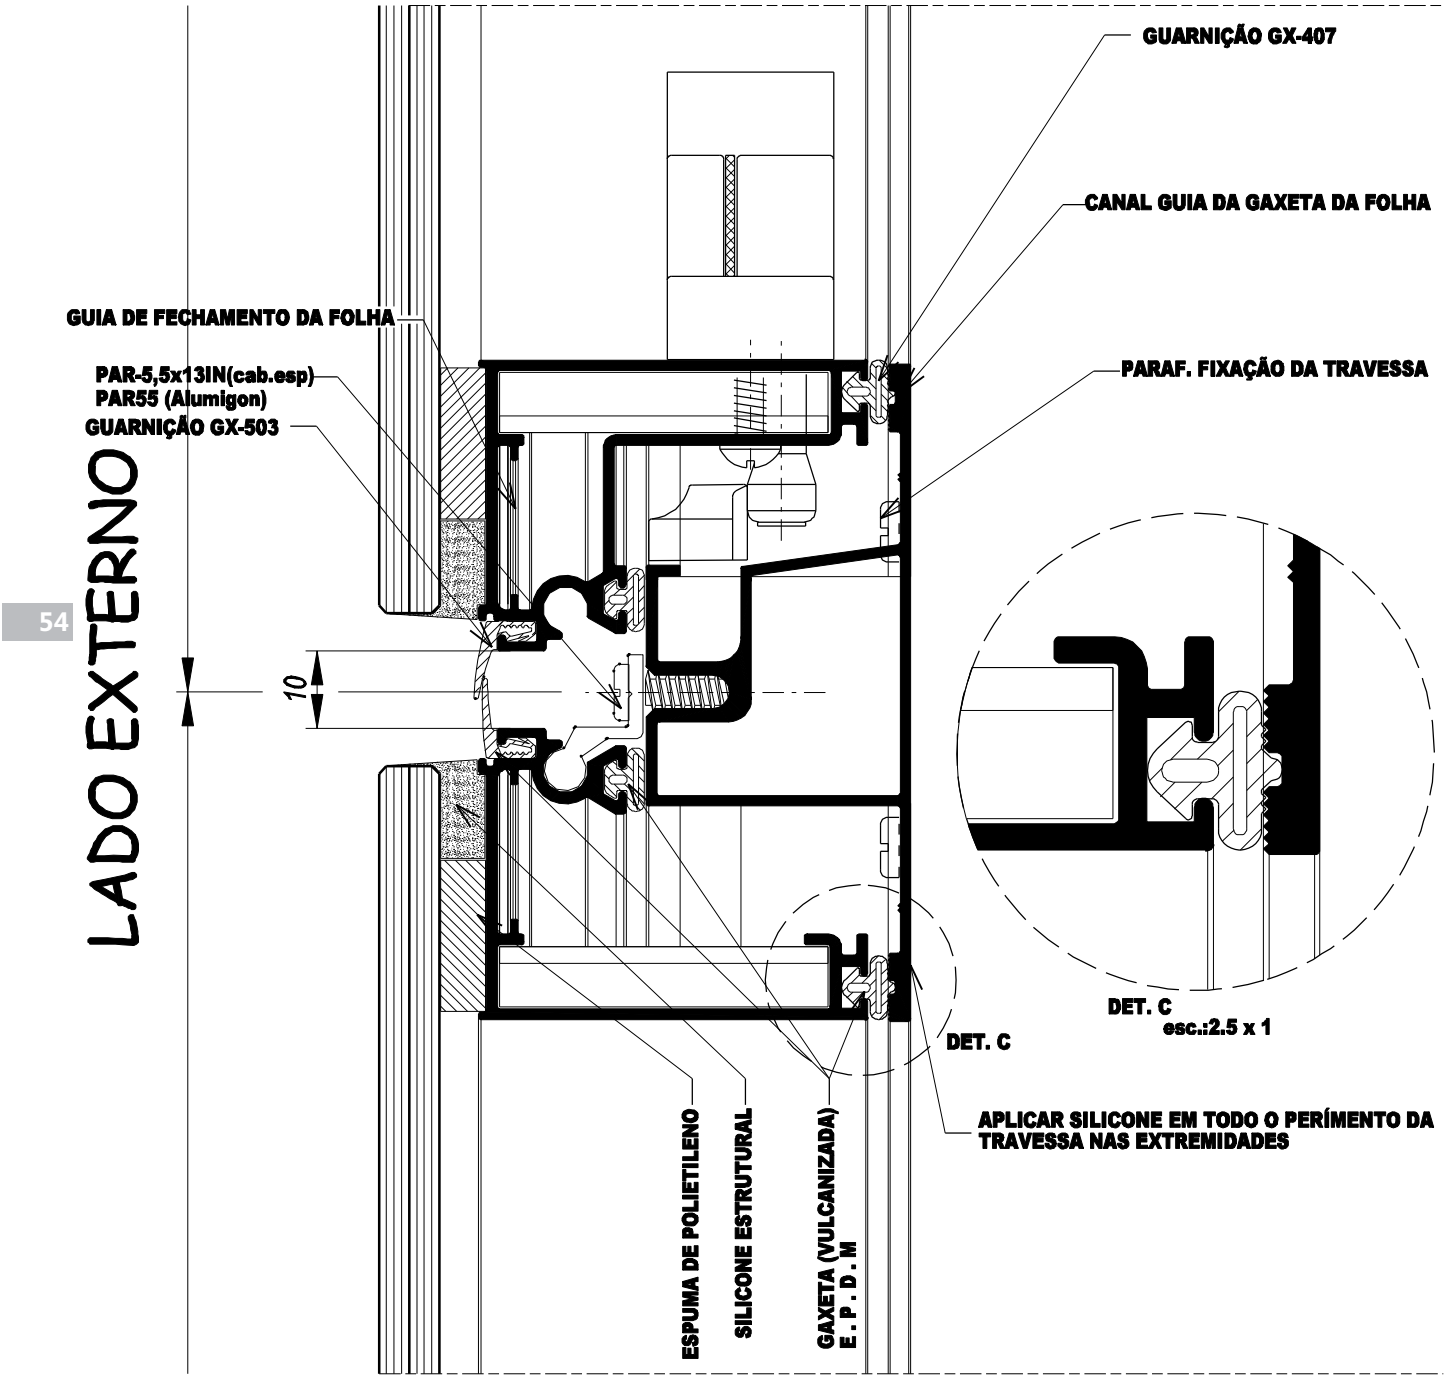 GUARNIÇÃO GX-407
CANAL GUIA DA GAXETA DA FOLHA
GUIA DE FECHAMENTO DA FOLHA
PAR-5,5x13IN(cab.esp)
PAR55 (Alumigon)
GUARNIÇÃO GX-503
PARAF. FIXAÇÃO DA TRAVESSA
54
LADO EXTERNO
10
DET. C
esc.:2.5 x 1
DET. C
APLICAR SILICONE EM TODO O PERÍMENTO DA
TRAVESSA NAS EXTREMIDADES
ESPUMA DE POLIETILENO
SILICONE ESTRUTURAL
GAXETA (VULCANIZADA)
E . P . D . M